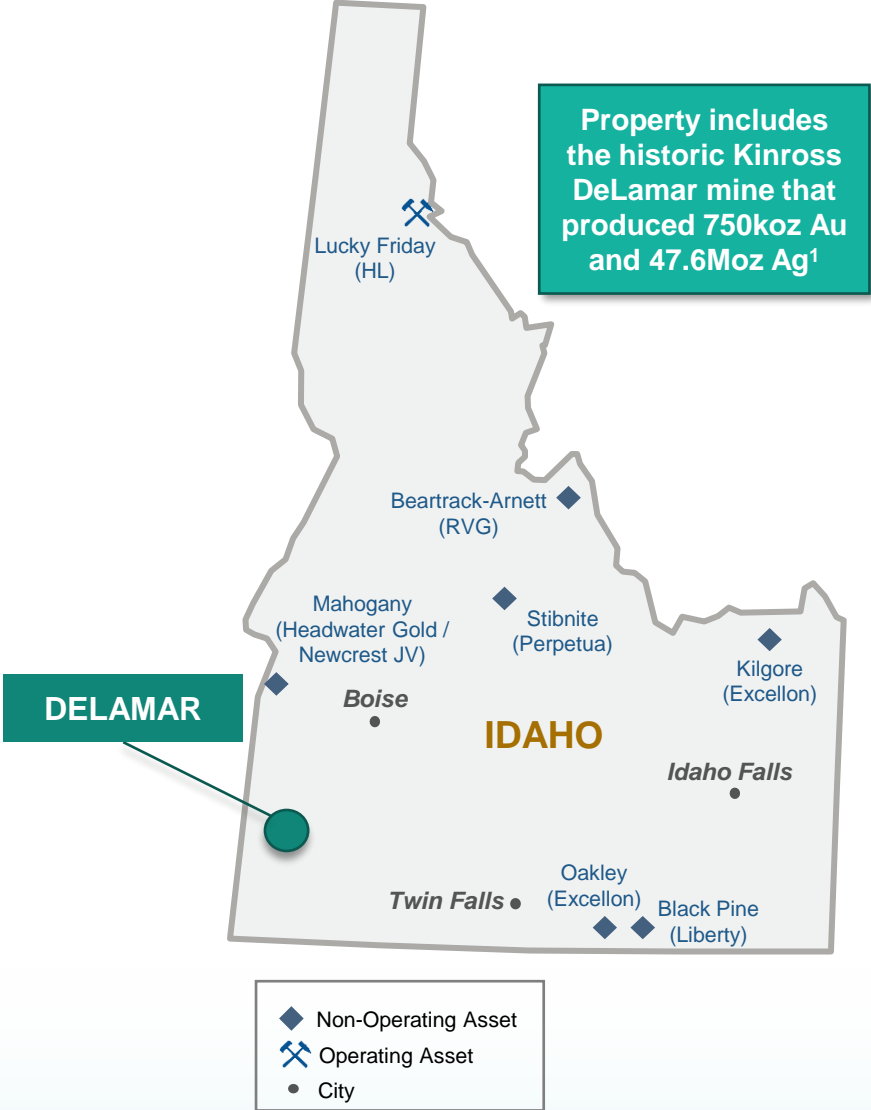 Property includes
the historic Kinross
DeLamar mine that
produced 750koz Au
and 47.6Moz Ag¹
Lucky Friday
(HL)
Beartrack-Arnett
(RVG)
Mahogany
(Headwater Gold /
Newcrest JV)
Stibnite
(Perpetua)
Kilgore
(Excellon)
DELAMAR
Boise
IDAHO
Idaho Falls
Twin Falls
Oakley
(Excellon)
Black Pine
(Liberty)
Non-Operating Asset
Operating Asset
City